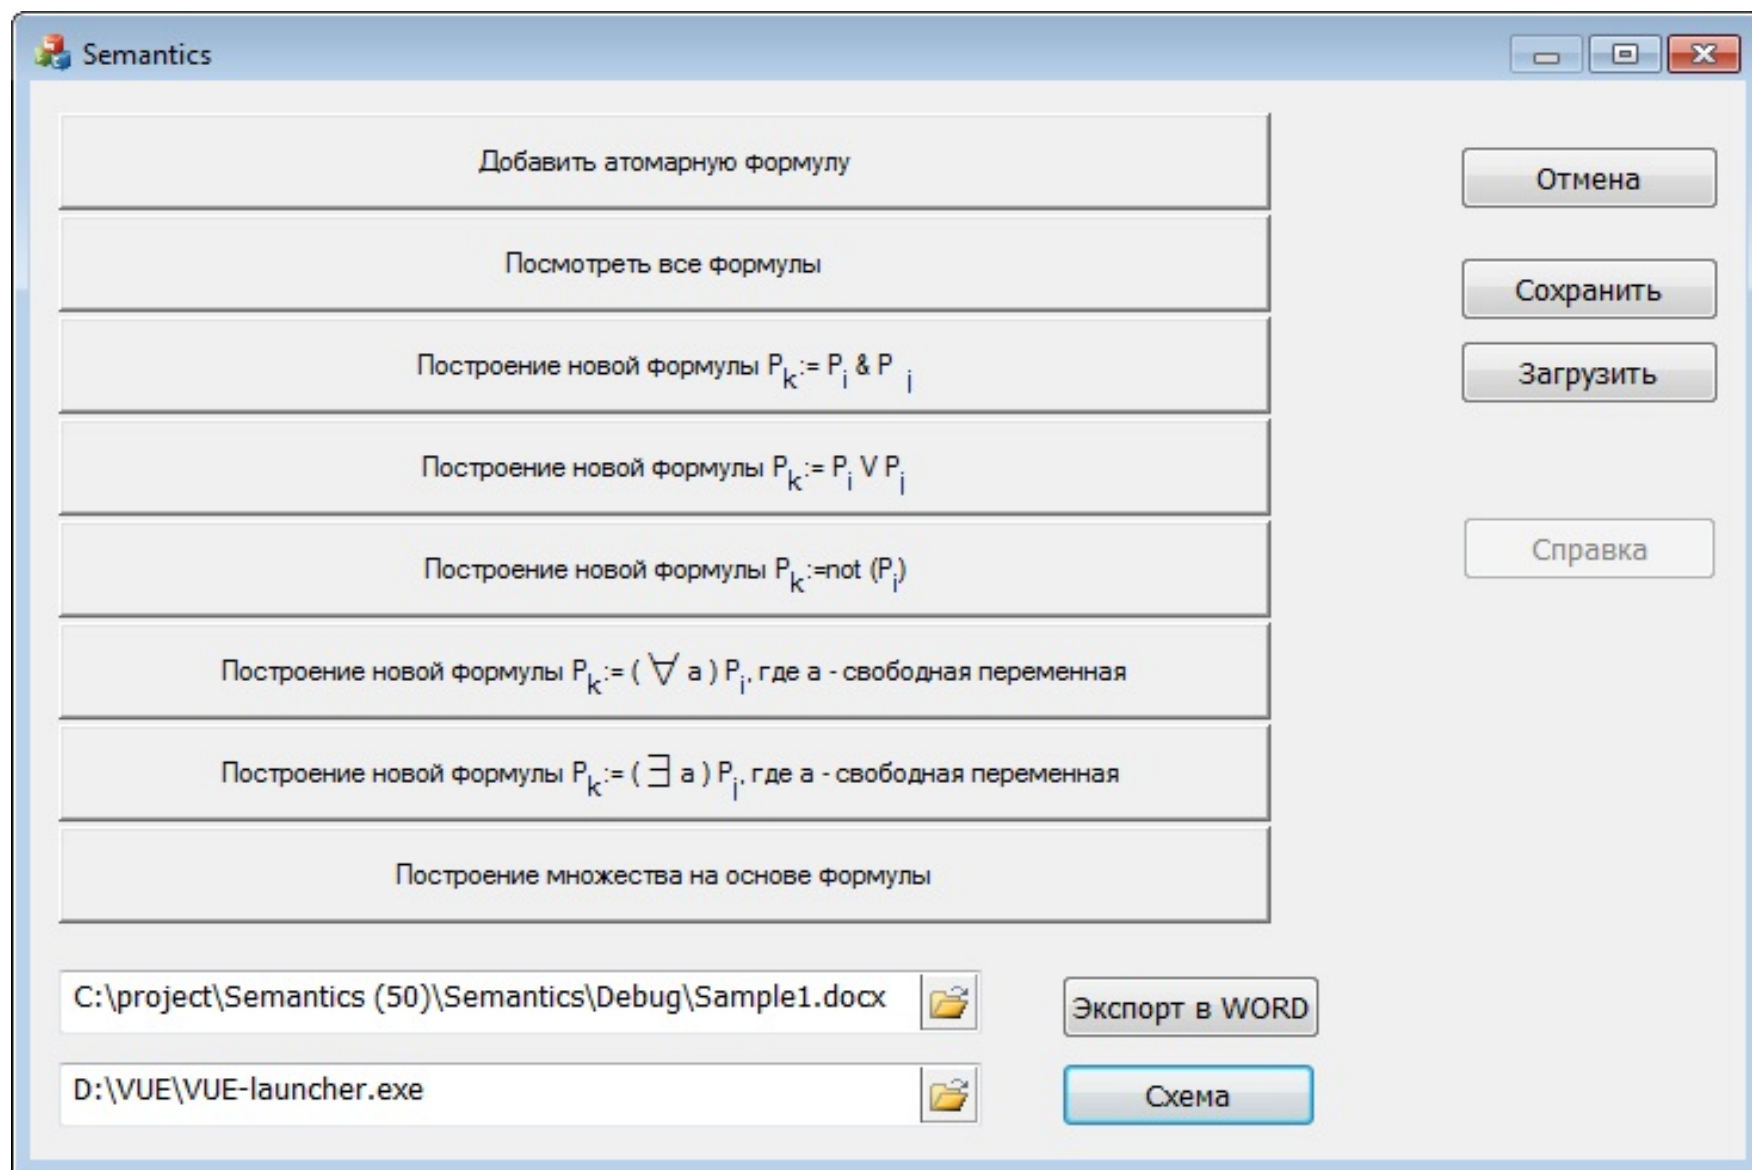 Semantics
Добавить атомарную формулу
Отмена
Посмотреть все формулы
Сохранить
Построение новой формулы Pk:= Pi & P j
Загрузить
Построение новой формулы Pk:= Pi V Pj
Построение новой формулы Pk:=not (Pi)
Справка
Построение новой формулы Pk:= ( ∀ a ) Pi, где a - свободная переменная
Построение новой формулы Pk:= ( ∃ a ) Pi, где a - свободная переменная
Построение множества на основе формулы
C:\project\Semantics (50)\Semantics\Debug\Sample1.docx
Экспорт в WORD
D:\VUE\VUE-launcher.exe
Схема